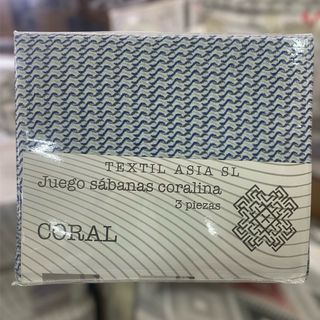 TEXTIL ASIA SL
Juego sábanas coralina
3 piezas
CORAL